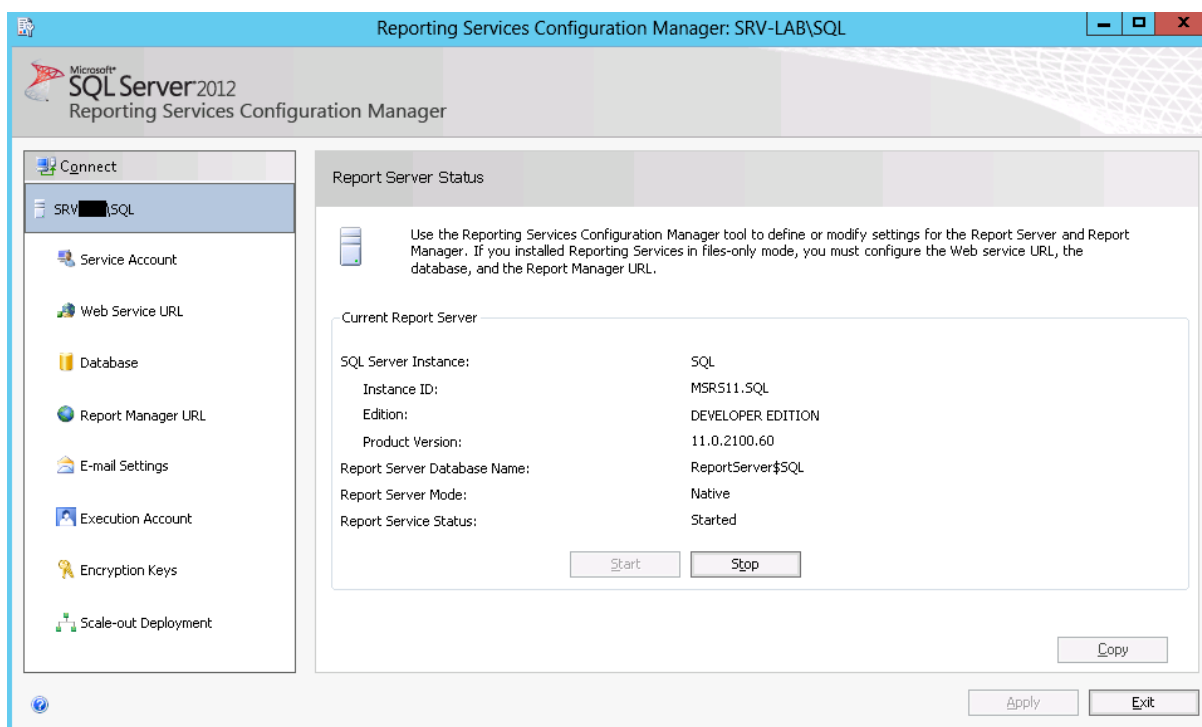 Reporting Services Configuration Manager: SRV-LAB\SQL
Microsoft®
SQL Server® 2012
Reporting Services Configuration Manager
Connect
SRV \SQL
Service Account
Web Service URL
Database
Report Manager URL
E-mail Settings
Execution Account
Encryption Keys
Scale-out Deployment
Report Server Status
Use the Reporting Services Configuration Manager tool to define or modify settings for the Report Server and Report
Manager. If you installed Reporting Services in files-only mode, you must configure the Web service URL, the
database, and the Report Manager URL.
Current Report Server
SQL Server Instance: SQL
Instance ID: MSRS11.SQL
Edition: DEVELOPER EDITION
Product Version: 11.0.2100.60
Report Server Database Name: ReportServer$SQL
Report Server Mode: Native
Report Service Status: Started
Start Stop
Copy
Apply Exit